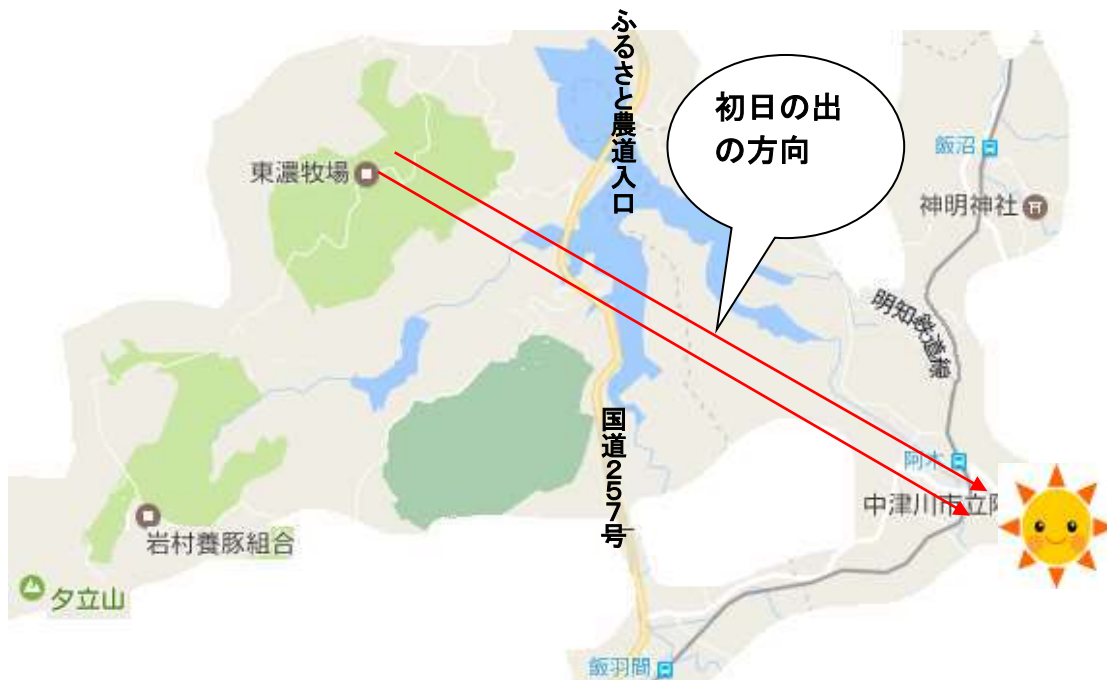 ふるさと農道入口
初日の出
の方向
飯沼
東濃牧場
神明神社
明知鉄道線
国道257号
阿木
中津川市立阿
岩村養豚組合
夕立山
飯羽間